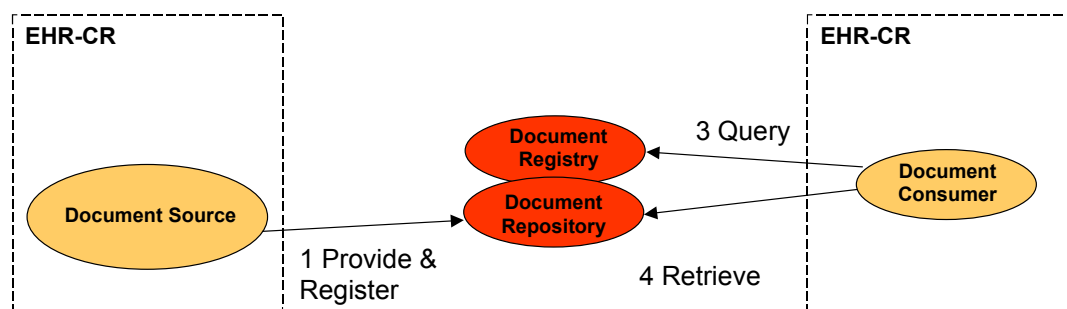 EHR-CR
EHR-CR
Document
Registry
3 Query
Document
Consumer
Document Source
Document
Repository
1 Provide &
Register
4 Retrieve